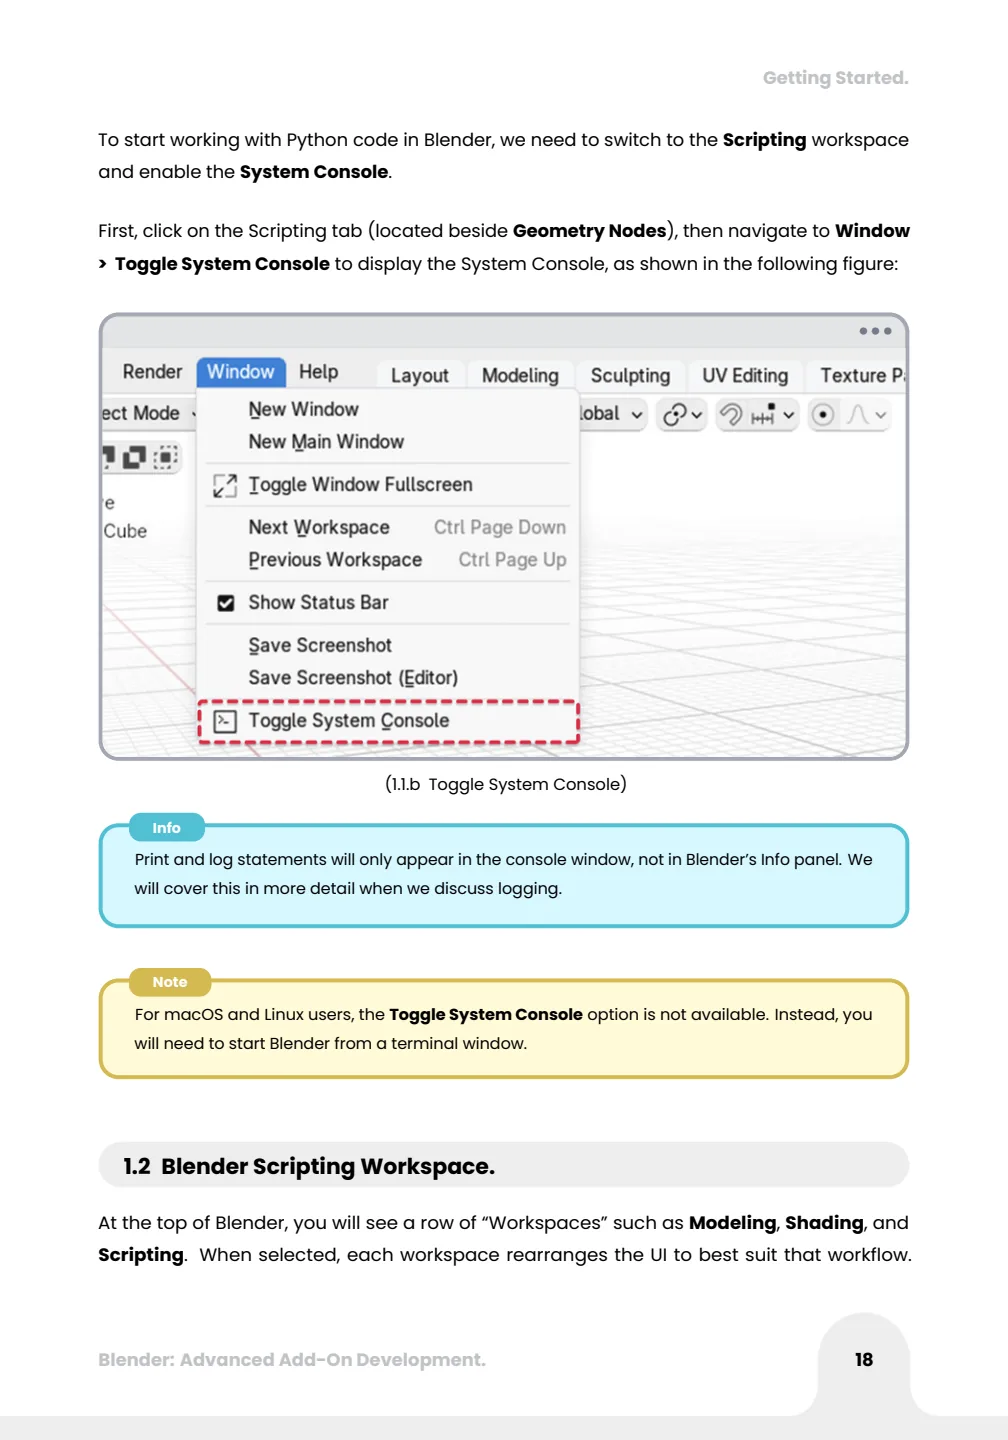 Getting Started.
To start working with Python code in Blender, we need to switch to the Scripting workspace
and enable the System Console.
First, click on the Scripting tab (located beside Geometry Nodes), then navigate to Window
> Toggle System Console to display the System Console, as shown in the following figure:
Render Window Help Layout Modeling Sculpting UV Editing Texture Pa
ect Mode lobal
New Window
New Main Window
Toggle Window Fullscreen
e
Next Workspace Ctrl Page Down
Cube
Previous Workspace Ctrl Page Up
Show Status Bar
Save Screenshot
Save Screenshot (Editor)
Toggle System Console
(1.1.b Toggle System Console)
Info
Print and log statements will only appear in the console window, not in Blender’s Info panel. We
will cover this in more detail when we discuss logging.
Note
For macOS and Linux users, the Toggle System Console option is not available. Instead, you
will need to start Blender from a terminal window.
1.2 Blender Scripting Workspace.
At the top of Blender, you will see a row of “Workspaces” such as Modeling, Shading, and
Scripting. When selected, each workspace rearranges the UI to best suit that workflow.
Blender: Advanced Add-On Development.
18